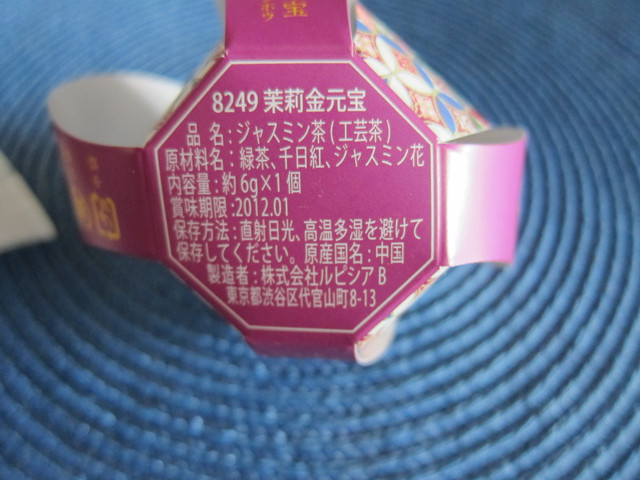 宝
8249 茉莉金元宝
品 名：ジャスミン茶(工芸茶)
原材料名：緑茶、千日紅、ジャスミン花
内容量：約6g×1個
賞味期限:2012.01
保存方法：直射日光、高温多湿を避けて
保存してください。原産国名：中国
製造者：株式会社ルピシア B
東京都渋谷区代官山町8-13